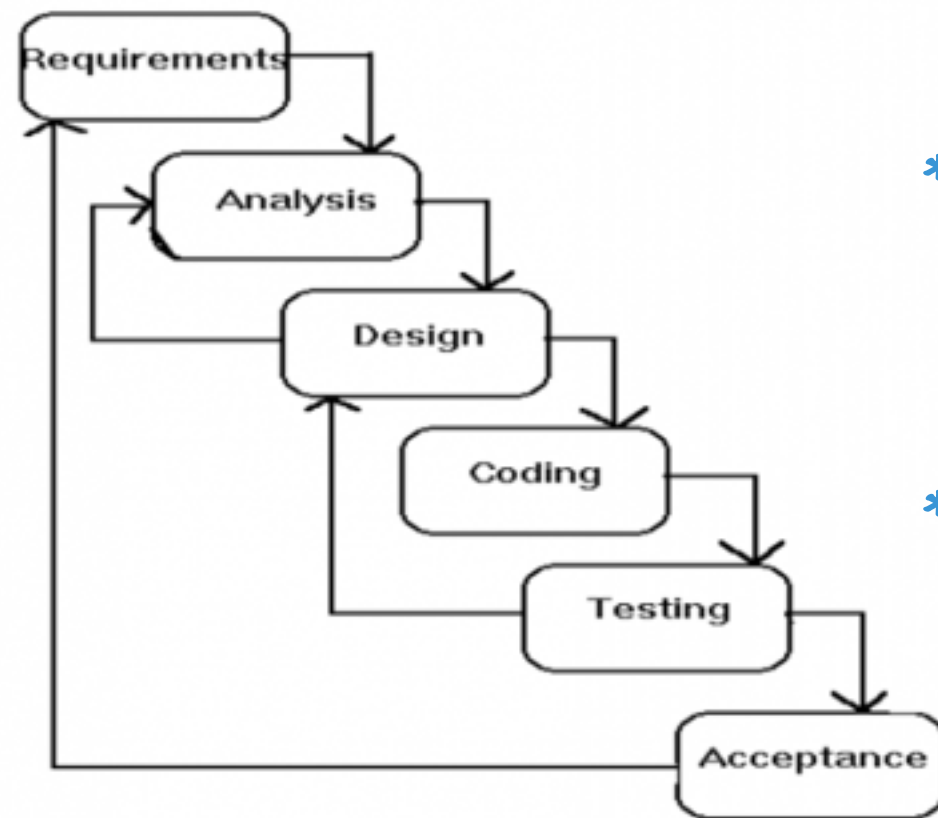 Requirements
*
Analysis
Design
Coding
*
Testing
Acceptance